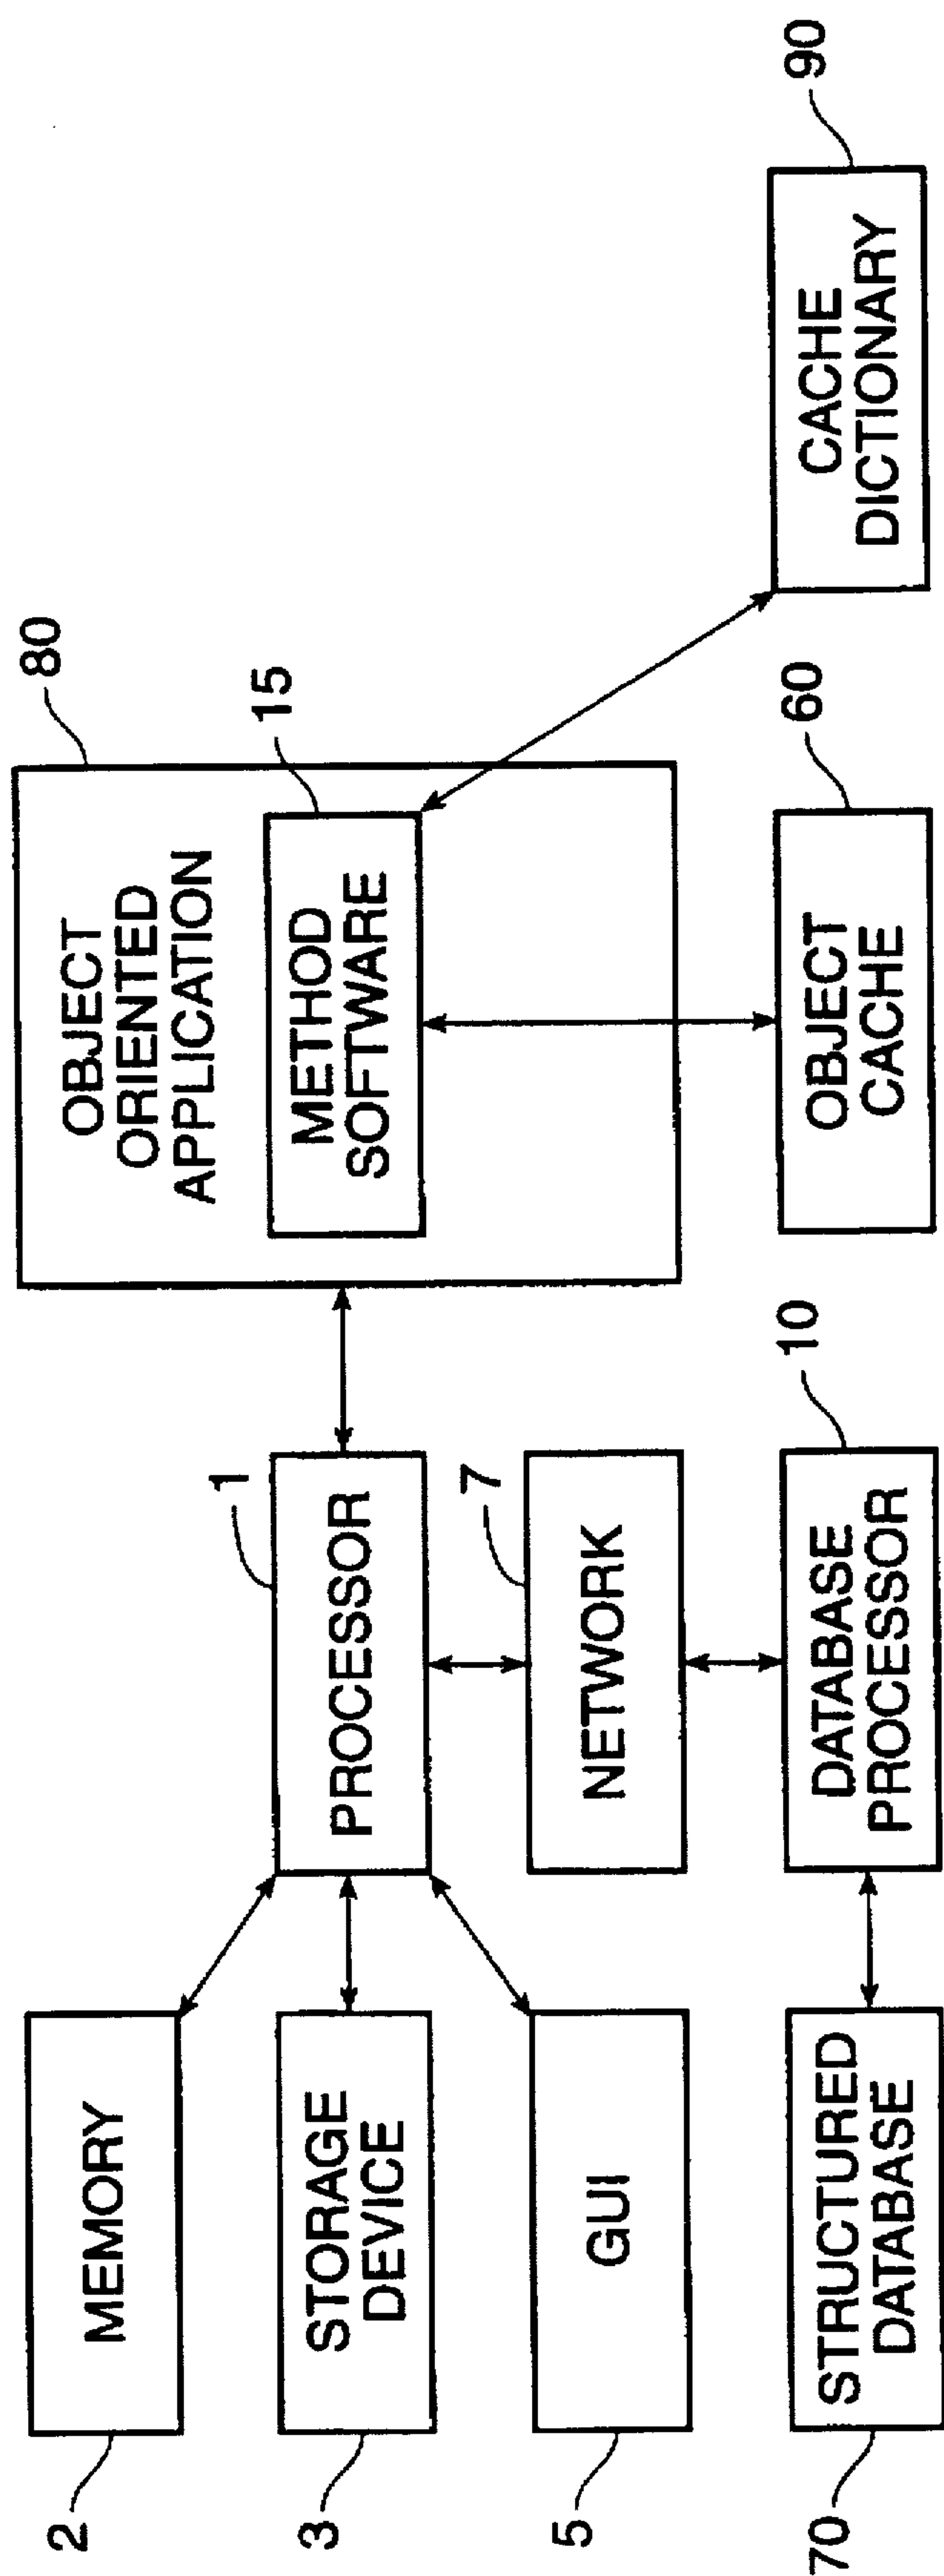 2
MEMORY
3
STORAGE
DEVICE
5
GUI
70
STRUCTURED
DATABASE
1
PROCESSOR
7
NETWORK
10
DATABASE
PROCESSOR
80
OBJECT
ORIENTED
APPLICATION
15
METHOD
SOFTWARE
60
OBJECT
CACHE
90
CACHE
DICTIONARY